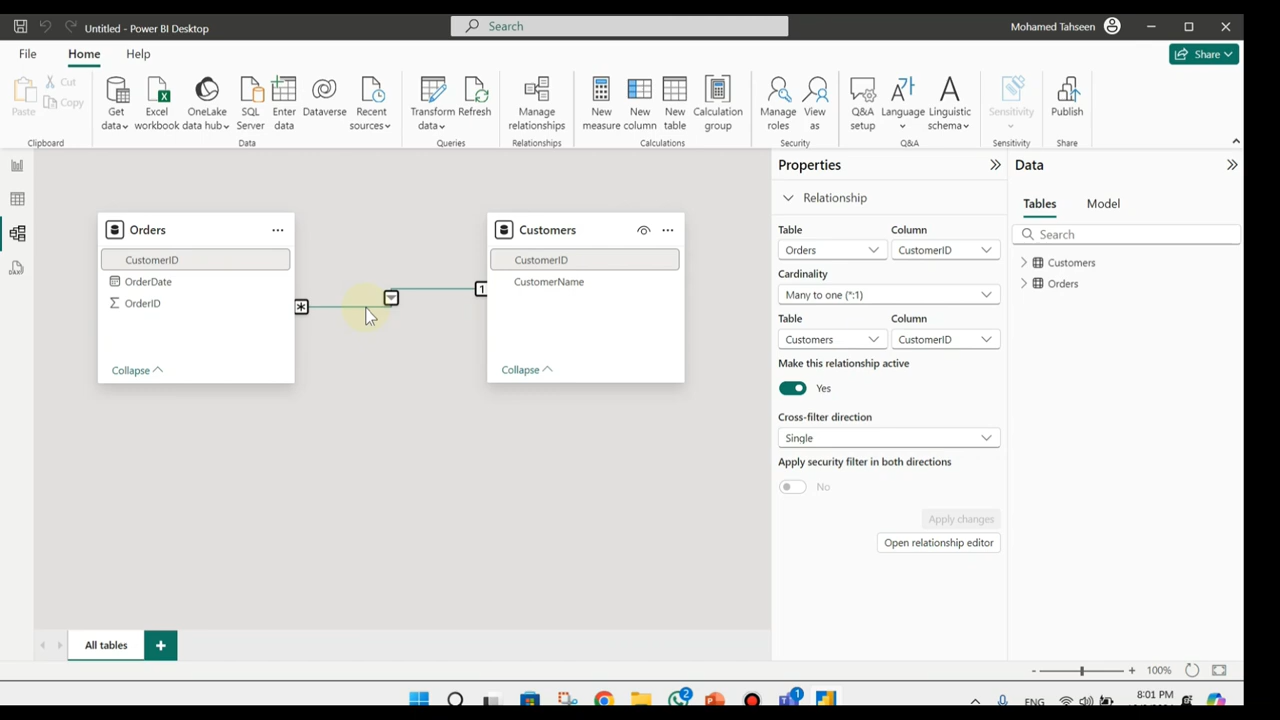 Untitled - Power BI Desktop
Search
Mohamed Tahseen
File
Home
Help
Share
Paste
Cut
Copy
Get data
Excel workbook
OneLake data hub
SQL Server
Enter data
Dataverse
Recent sources
Transform data
Refresh
Manage relationships
New measure
New column
New table
Calculation group
Manage roles
View as
Q&A setup
Language
Linguistic schema
Sensitivity
Publish
Clipboard
Data
Queries
Relationships
Calculations
Security
Q&A
Sensitivity
Share
Orders
CustomerID
OrderDate
OrderID
Collapse
*
1
Customers
CustomerID
CustomerName
Collapse
Properties
Relationship
Table
Column
Orders
CustomerID
Cardinality
Many to one (*:1)
Table
Column
Customers
CustomerID
Make this relationship active
Yes
Cross-filter direction
Single
Apply security filter in both directions
No
Apply changes
Open relationship editor
Data
Tables
Model
Search
Customers
Orders
All tables
+
- + 100%
2
1
ENG
8:01 PM